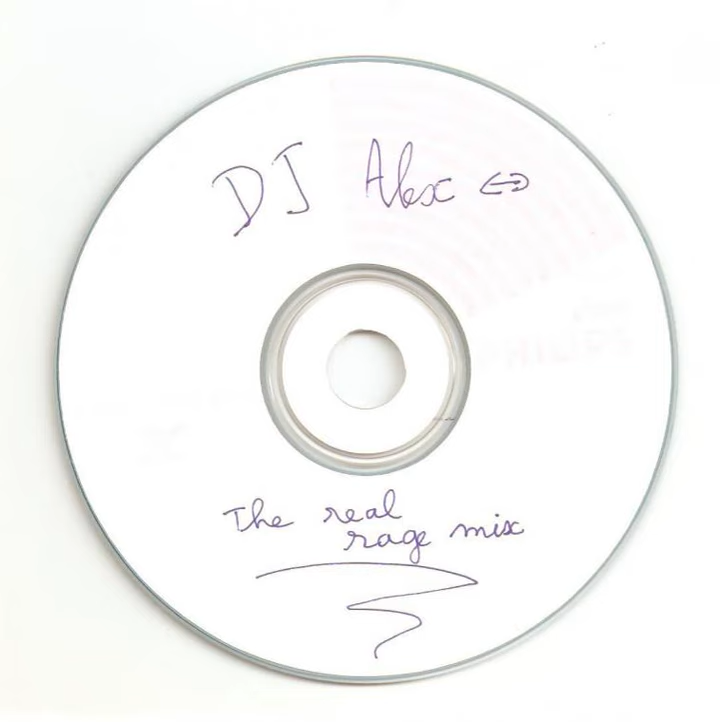 DJ Alex ⇔
The real
rage mix